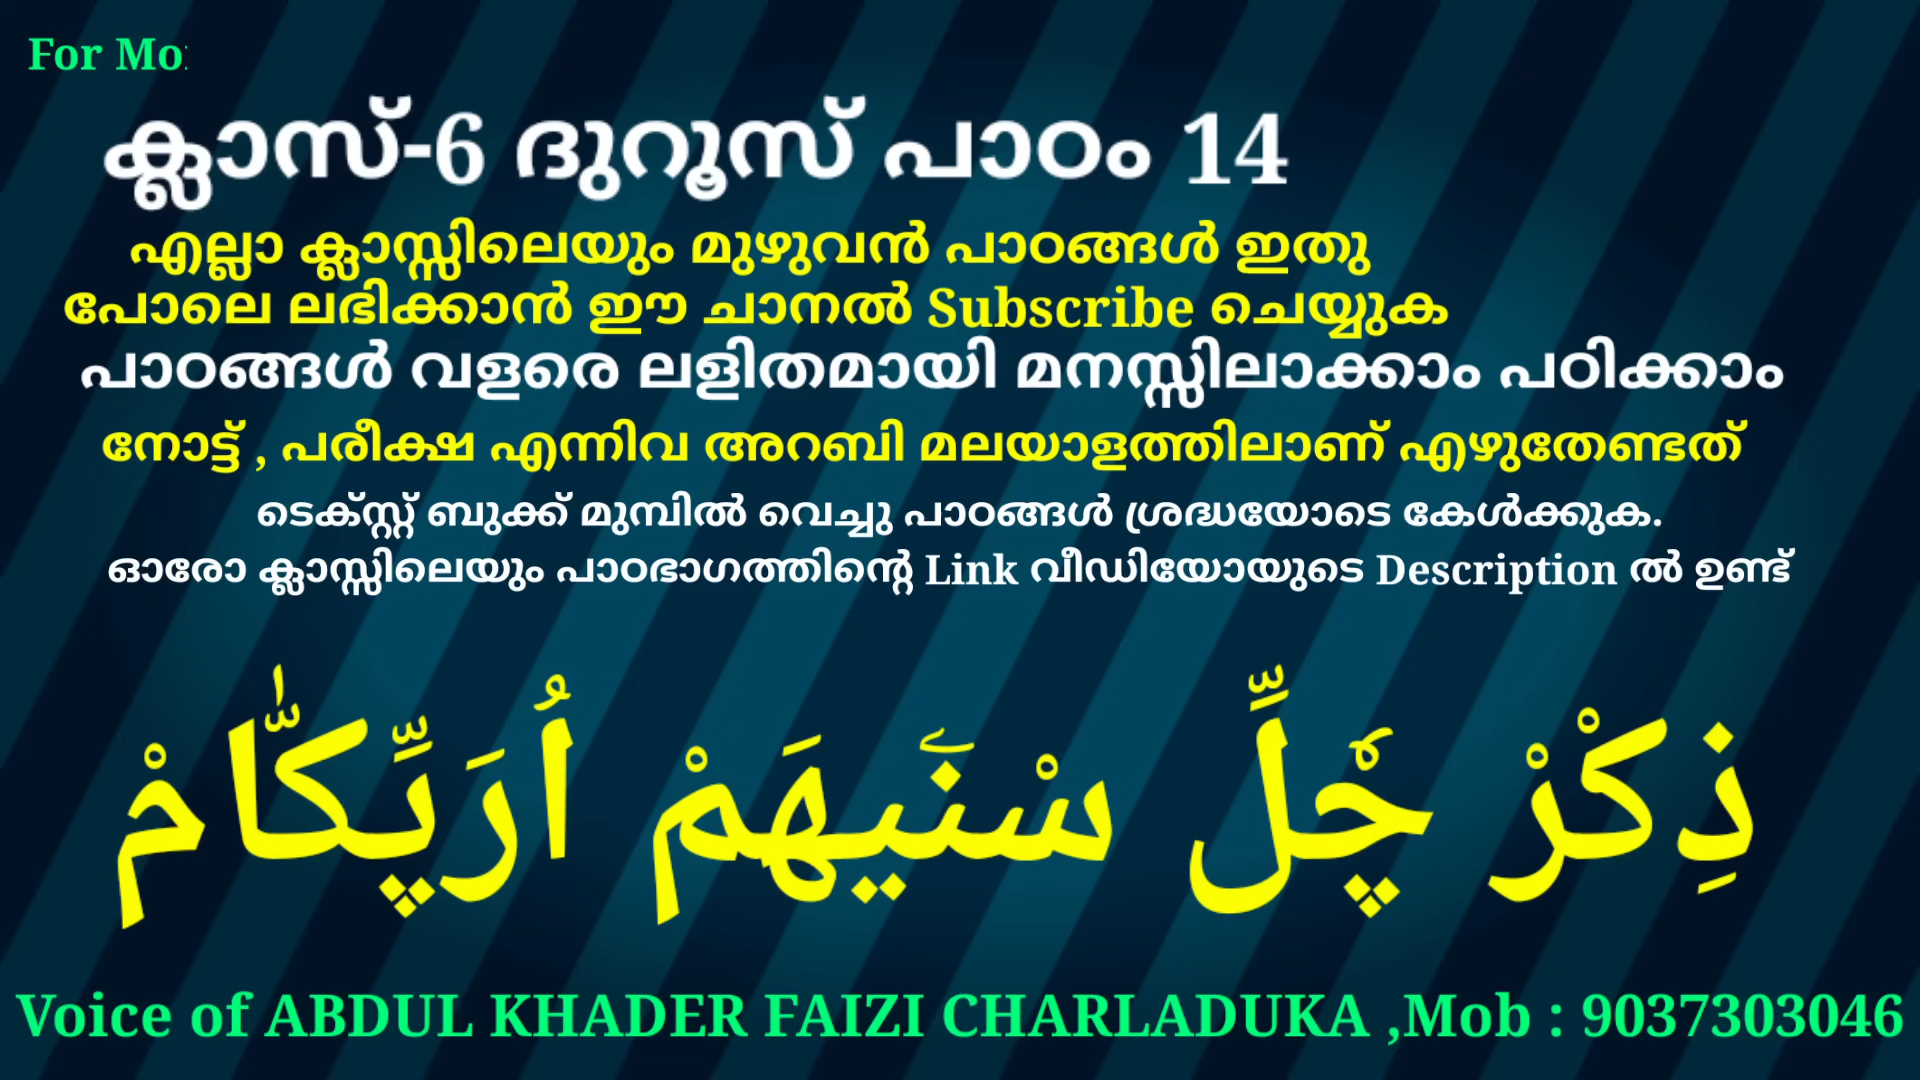 For Mo
ക്ലാസ്-6 ദുറൂസ് പാഠം 14
എല്ലാ ക്ലാസ്സിലെയും മുഴുവൻ പാഠങ്ങൾ ഇതു
പോലെ ലഭിക്കാൻ ഈ ചാനൽ Subscribe ചെയ്യുക
പാഠങ്ങൾ വളരെ ലളിതമായി മനസ്സിലാക്കാം പഠിക്കാം
നോട്ട് , പരീക്ഷ എന്നിവ അറബി മലയാളത്തിലാണ് എഴുതേണ്ടത്
ടെക്സ്റ്റ് ബുക്ക് മുമ്പിൽ വെച്ചു പാഠങ്ങൾ ശ്രദ്ധയോടെ കേൾക്കുക.
ഓരോ ക്ലാസ്സിലെയും പാഠഭാഗത്തിന്റെ Link വീഡിയോയുടെ Description ൽ ഉണ്ട്
ذِكْرْ چٗلِّ سْنَيهَمْ اُرَپِّكّٰامْ
Voice of ABDUL KHADER FAIZI CHARLADUKA ,Mob : 9037303046